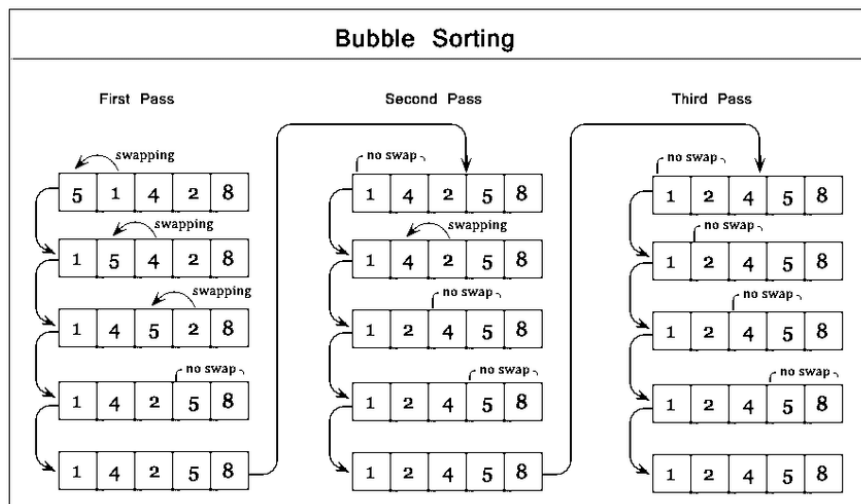 Bubble Sorting
First Pass
swapping
5 1 4 2 8
swapping
1 5 4 2 8
swapping
1 4 5 2 8
no swap
1 4 2 5 8
1 4 2 5 8
Second Pass
no swap
1 4 2 5 8
swapping
1 4 2 5 8
no swap
1 2 4 5 8
no swap
1 2 4 5 8
1 2 4 5 8
Third Pass
no swap
1 2 4 5 8
no swap
1 2 4 5 8
no swap
1 2 4 5 8
no swap
1 2 4 5 8
1 2 4 5 8